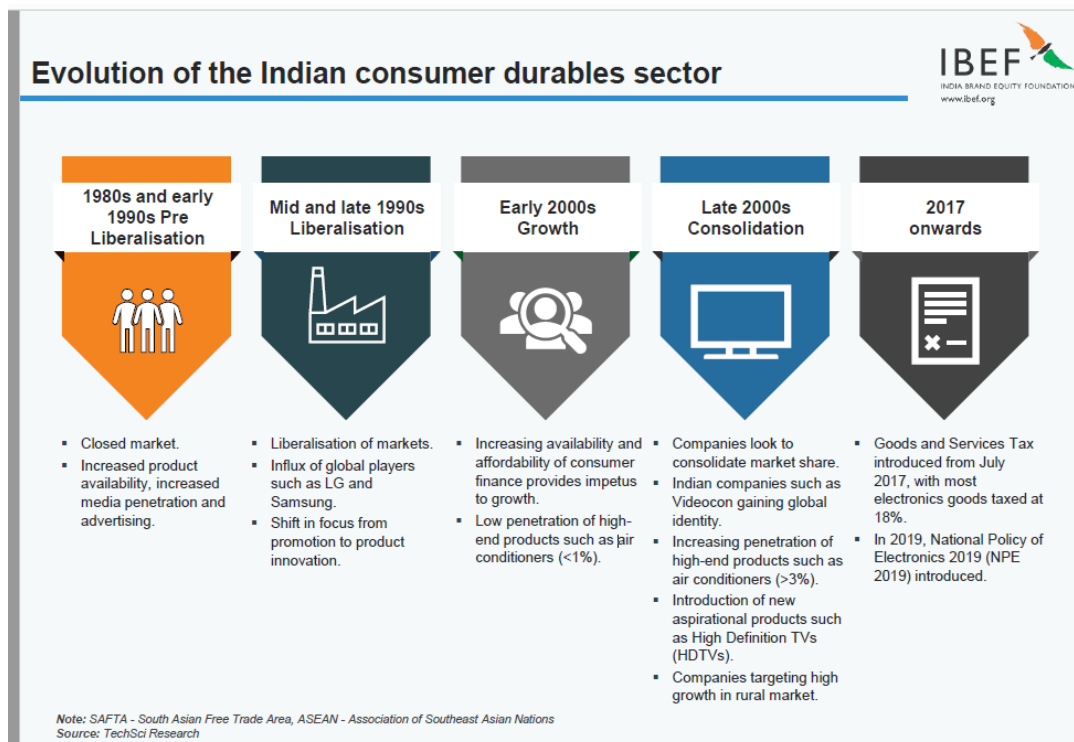 Evolution of the Indian consumer durables sector
IBEF
INDIA BRAND EQUITY FOUNDATION
www.ibef.org
1980s and early
1990s Pre
Liberalisation
Mid and late 1990s
Liberalisation
Early 2000s
Growth
Late 2000s
Consolidation
2017
onwards
▪ Closed market.
▪ Increased product
availability, increased
media penetration and
advertising.
▪ Liberalisation of markets.
▪ Influx of global players
such as LG and
Samsung.
▪ Shift in focus from
promotion to product
innovation.
▪ Increasing availability and
affordability of consumer
finance provides impetus
to growth.
▪ Low penetration of high-
end products such as air
conditioners (<1%).
▪ Companies look to
consolidate market share.
▪ Indian companies such as
Videocon gaining global
identity.
▪ Increasing penetration of
high-end products such as
air conditioners (>3%).
▪ Introduction of new
aspirational products such
as High Definition TVs
(HDTVs).
▪ Companies targeting high
growth in rural market.
▪ Goods and Services Tax
introduced from July
2017, with most
electronics goods taxed at
18%.
▪ In 2019, National Policy of
Electronics 2019 (NPE
2019) introduced.
Note: SAFTA - South Asian Free Trade Area, ASEAN - Association of Southeast Asian Nations
Source: TechSci Research